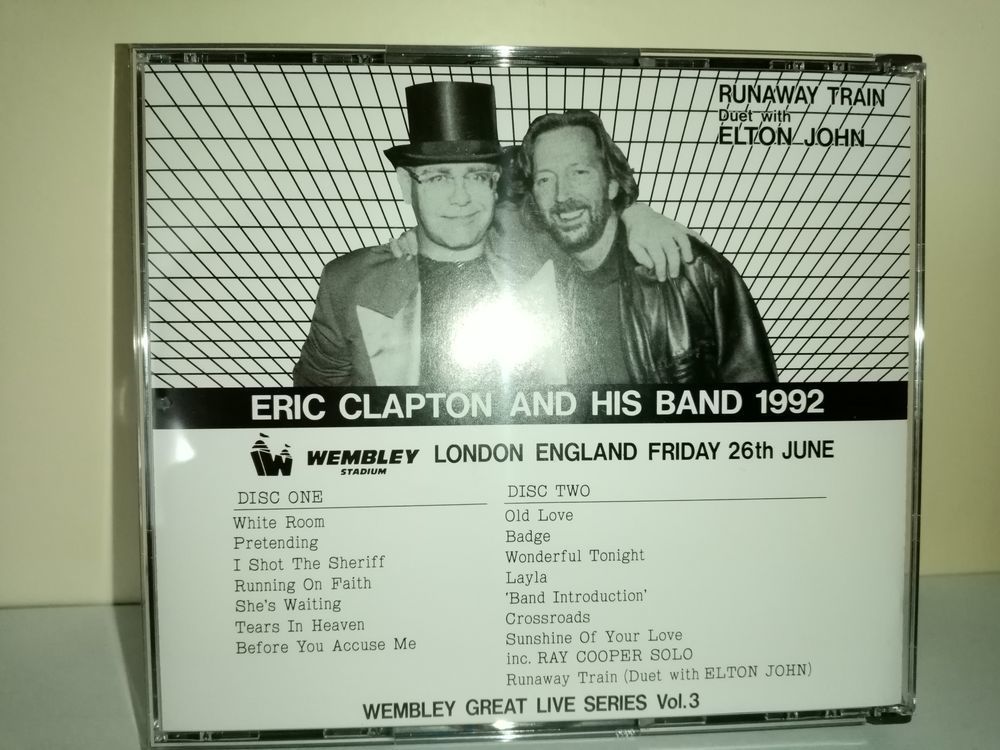 RUNAWAY TRAIN
Duet with
ELTON JOHN
ERIC CLAPTON AND HIS BAND 1992
W WEMBLEY STADIUM LONDON ENGLAND FRIDAY 26th JUNE
DISC ONE
White Room
Pretending
I Shot The Sheriff
Running On Faith
She's Waiting
Tears In Heaven
Before You Accuse Me
DISC TWO
Old Love
Badge
Wonderful Tonight
Layla
'Band Introduction'
Crossroads
Sunshine Of Your Love
inc. RAY COOPER SOLO
Runaway Train (Duet with ELTON JOHN)
WEMBLEY GREAT LIVE SERIES Vol.3